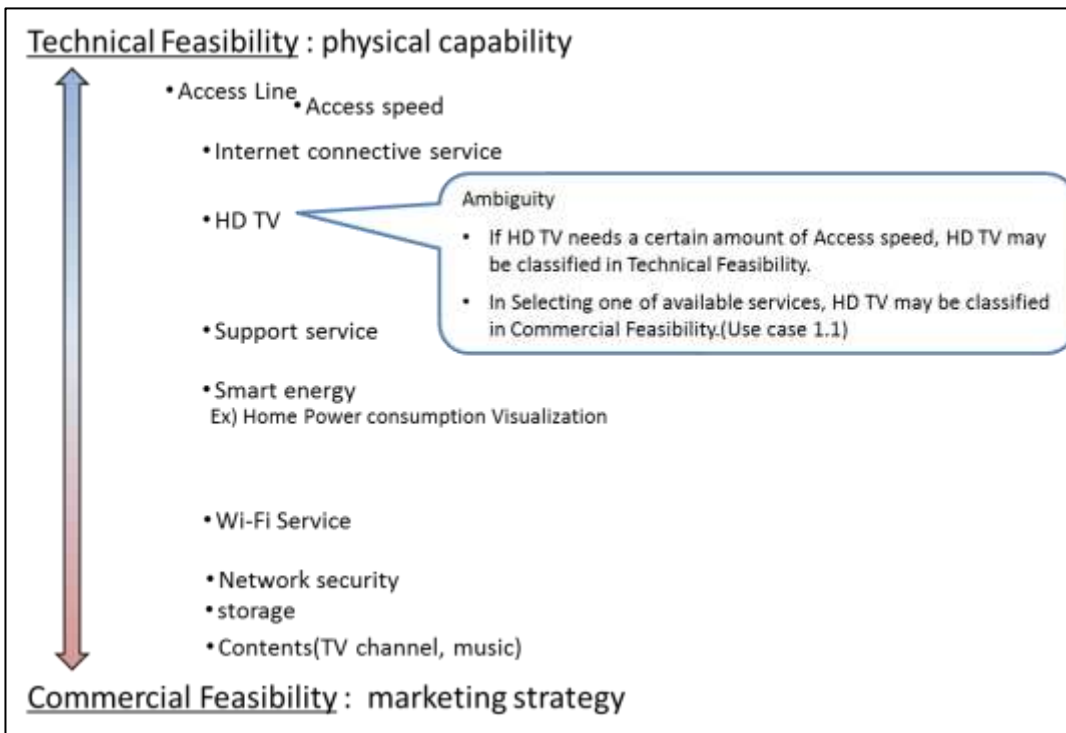 Technical Feasibility : physical capability
•Access Line
•Access speed
•Internet connective service
•HD TV
Ambiguity
• If HD TV needs a certain amount of Access speed, HD TV may
be classified in Technical Feasibility.
• In Selecting one of available services, HD TV may be classified
in Commercial Feasibility.(Use case 1.1)
•Support service
•Smart energy
Ex) Home Power consumption Visualization
•Wi-Fi Service
•Network security
•storage
•Contents(TV channel, music)
Commercial Feasibility : marketing strategy